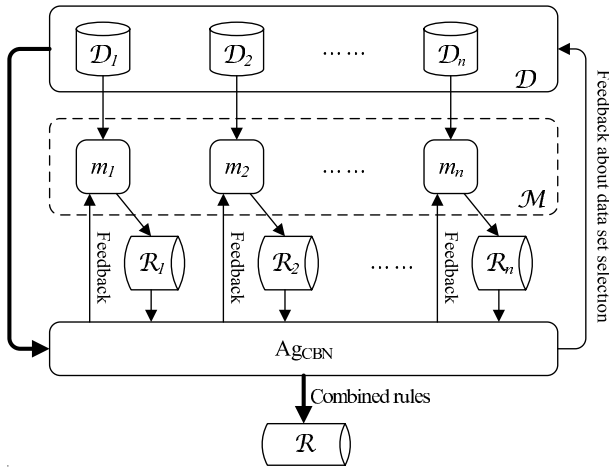 𝒟1 𝒟2 …… 𝒟n
𝒟
m1 m2 …… mn
ℳ
Feedback Feedback Feedback
ℛ1 ℛ2 …… ℛn
Feedback about data set selection
AgCBN
Combined rules
ℛ